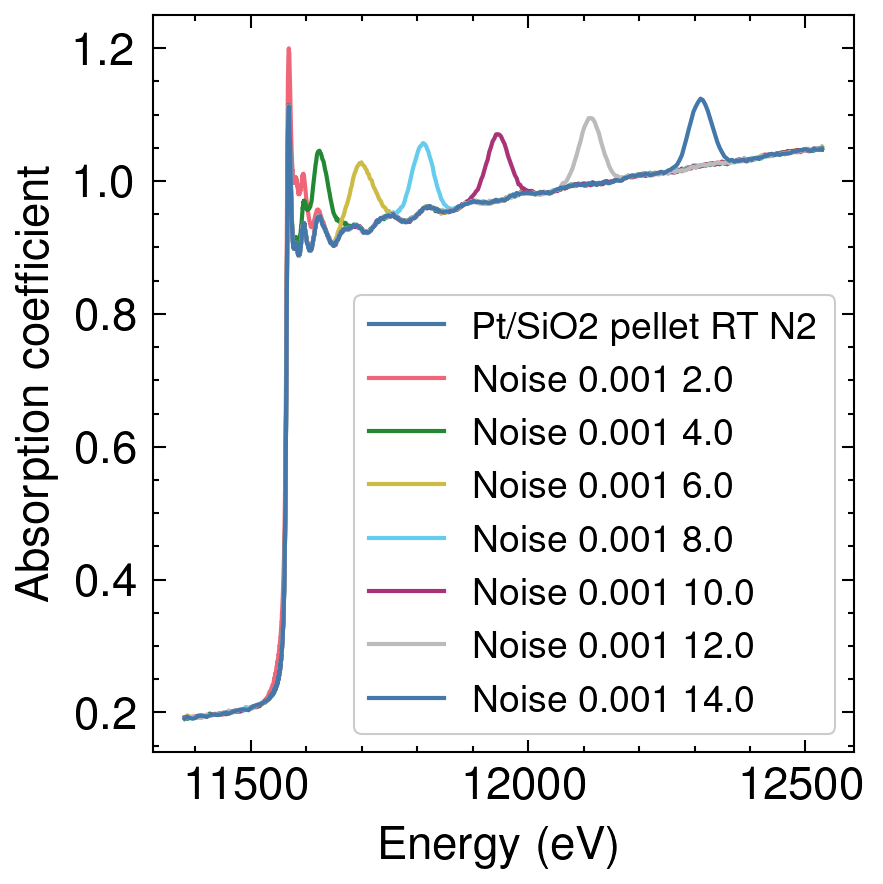 Absorption coefficient
1.2
1.0
0.8
0.6
0.4
0.2
Pt/SiO2 pellet RT N2
Noise 0.001 2.0
Noise 0.001 4.0
Noise 0.001 6.0
Noise 0.001 8.0
Noise 0.001 10.0
Noise 0.001 12.0
Noise 0.001 14.0
11500 12000 12500
Energy (eV)